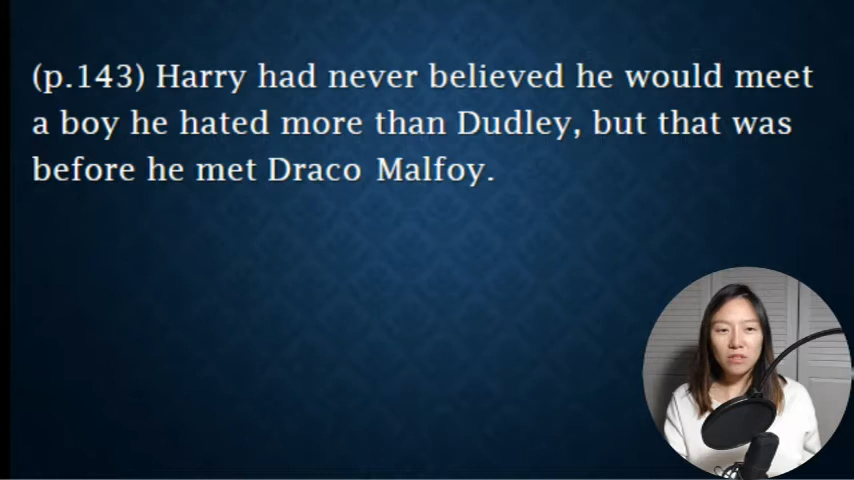 (p.143) Harry had never believed he would meet
a boy he hated more than Dudley, but that was
before he met Draco Malfoy.